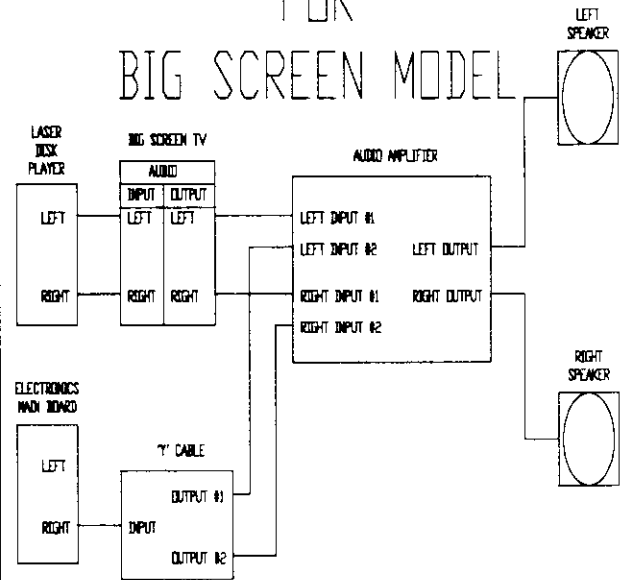 FOR
BIG SCREEN MODEL
LEFT
SPEAKER
LASER
DISK
PLAYER
LEFT
RIGHT
BIG SCREEN TV
AUDIO
INPUT OUTPUT
LEFT LEFT
RIGHT RIGHT
AUDIO AMPLIFIER
LEFT INPUT #1
LEFT INPUT #2 LEFT OUTPUT
RIGHT INPUT #1 RIGHT OUTPUT
RIGHT INPUT #2
RIGHT
SPEAKER
ELECTRONICS
MAIN BOARD
LEFT
RIGHT
'Y' CABLE
OUTPUT #1
INPUT
OUTPUT #2